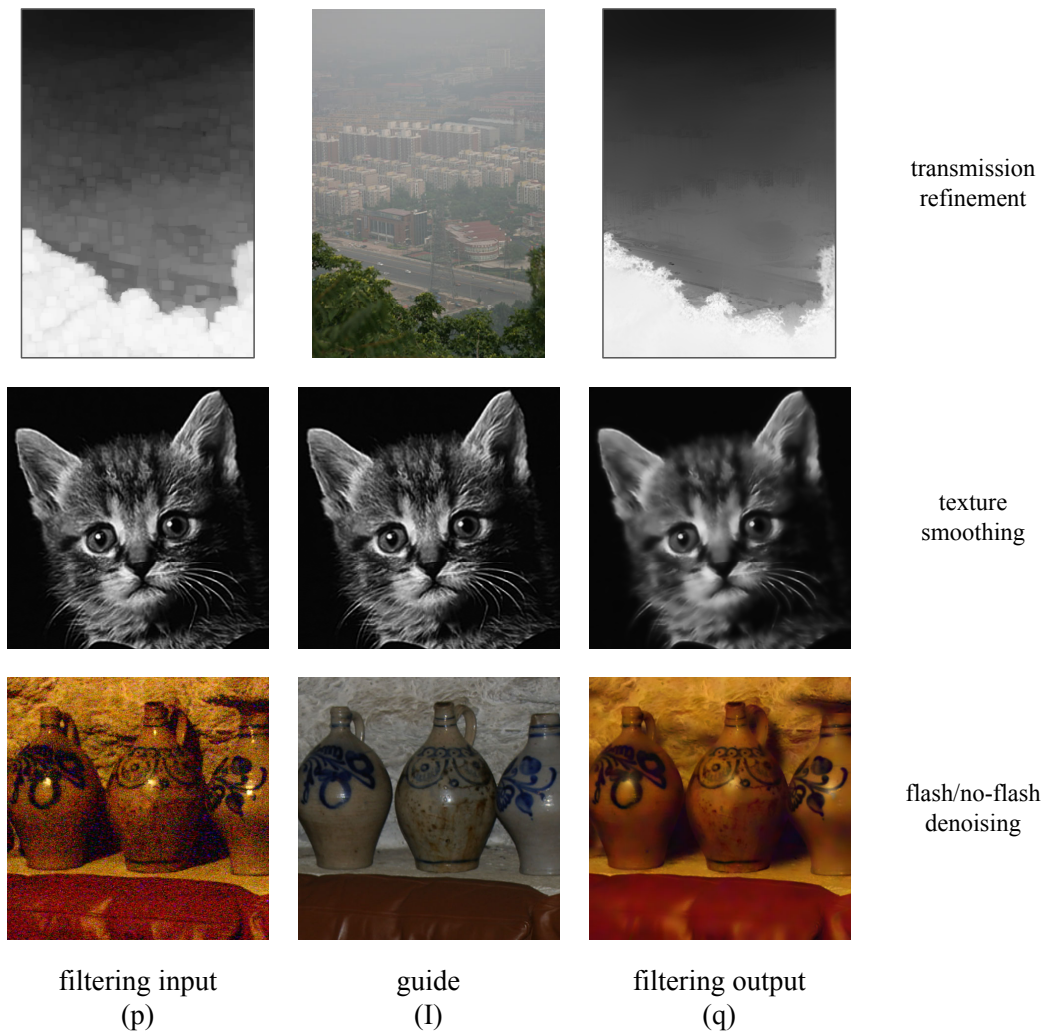 transmission
refinement
texture
smoothing
flash/no-flash
denoising
filtering input
(p)
guide
(I)
filtering output
(q)